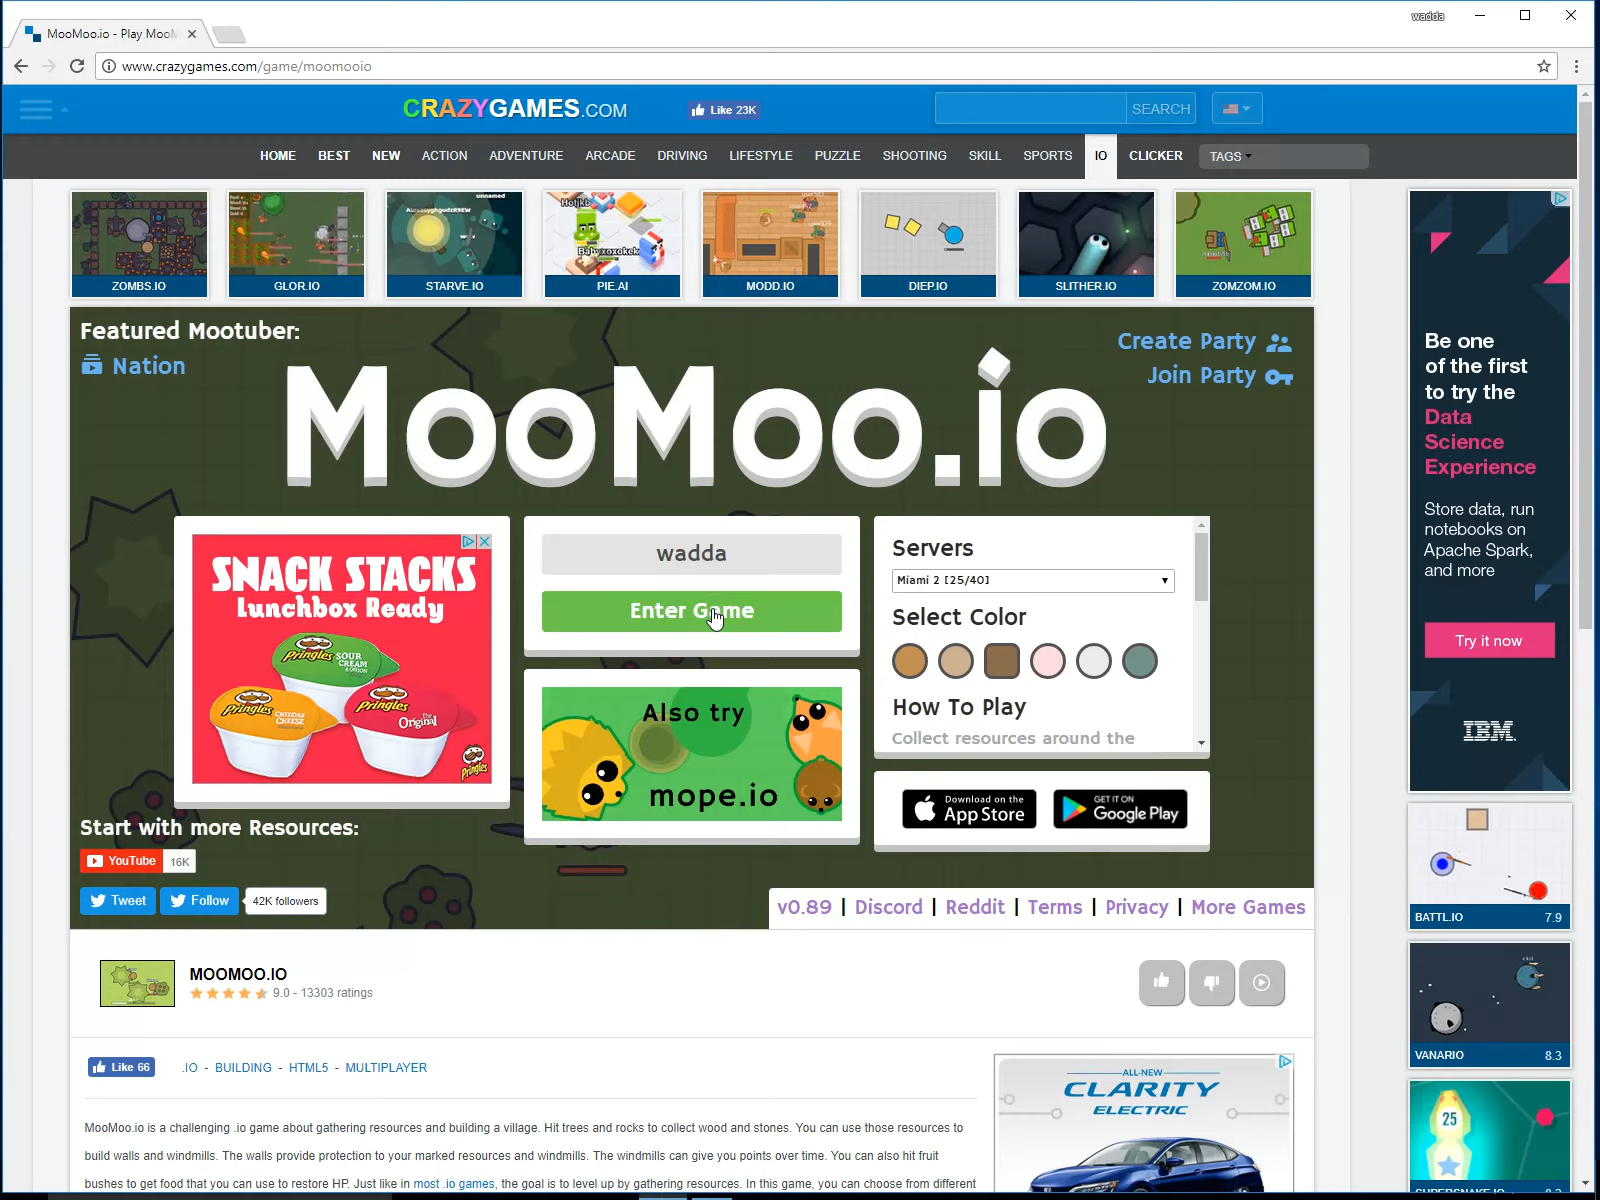 wadda
MooMoo.io - Play MooM
www.crazygames.com/game/moomooio
CRAZYGAMES.COM
Like 23K
SEARCH
HOME BEST NEW ACTION ADVENTURE ARCADE DRIVING LIFESTYLE PUZZLE SHOOTING SKILL SPORTS IO CLICKER TAGS
unnamed
ZOMBS.IO
GLOR.IO
STARVE.IO
PIE.AI
MODD.IO
DIEP.IO
SLITHER.IO
ZOMZOM.IO
Featured Mootuber:
Nation
Create Party
Join Party
MooMoo.io
SNACK STACKS
Lunchbox Ready
Pringles
SOUR
CREAM
& ONION
Pringles
CHEDDAR
CHEESE
Pringles
the
Original
Pringles
wadda
Enter Game
Also try
mope.io
Servers
Miami 2 [25/40]
Select Color
How To Play
Collect resources around the
Download on the
App Store
GET IT ON
Google Play
Start with more Resources:
YouTube 16K
Tweet Follow 42K followers
v0.89 | Discord | Reddit | Terms | Privacy | More Games
Be one
of the first
to try the
Data
Science
Experience
Store data, run
notebooks on
Apache Spark,
and more
Try it now
IBM.
BATTL.IO 7.9
VANARIO 8.3
25
MOOMOO.IO
9.0 - 13303 ratings
Like 66
.IO - BUILDING - HTML5 - MULTIPLAYER
ALL-NEW
CLARITY
ELECTRIC
MooMoo.io is a challenging .io game about gathering resources and building a village. Hit trees and rocks to collect wood and stones. You can use those resources to
build walls and windmills. The walls provide protection to your marked resources and windmills. The windmills can give you points over time. You can also hit fruit
bushes to get food that you can use to restore HP. Just like in most .io games, the goal is to level up by gathering resources. In this game, you can choose from different